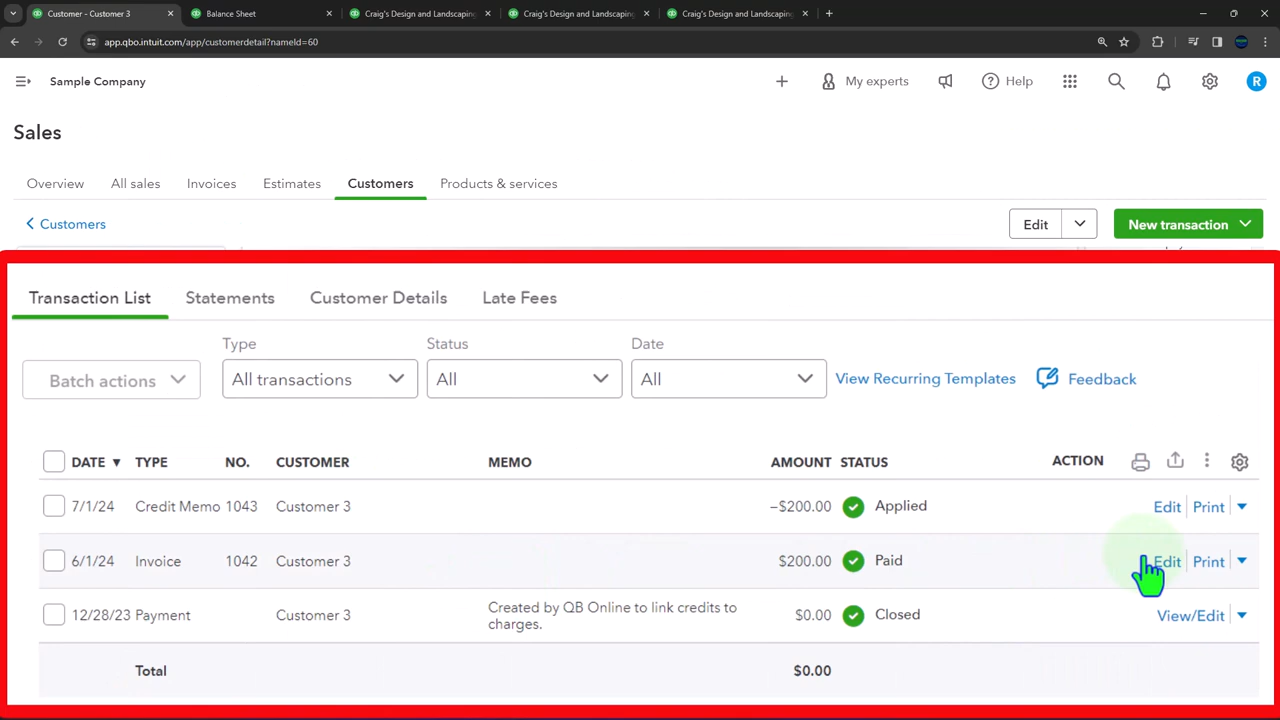 Customer - Customer 3
Balance Sheet
Craig's Design and Landscaping
Craig's Design and Landscaping
Craig's Design and Landscaping
app.qbo.intuit.com/app/customerdetail?nameId=60
Sample Company
My experts
Help
R
Sales
Overview All sales Invoices Estimates Customers Products & services
Customers
Edit
New transaction
Transaction List Statements Customer Details Late Fees
Type Status Date
Batch actions All transactions All All View Recurring Templates Feedback
DATE TYPE NO. CUSTOMER MEMO AMOUNT STATUS ACTION
7/1/24 Credit Memo 1043 Customer 3 −$200.00 Applied Edit Print
6/1/24 Invoice 1042 Customer 3 $200.00 Paid Edit Print
12/28/23 Payment Customer 3 Created by QB Online to link credits to $0.00 Closed View/Edit
charges.
Total $0.00